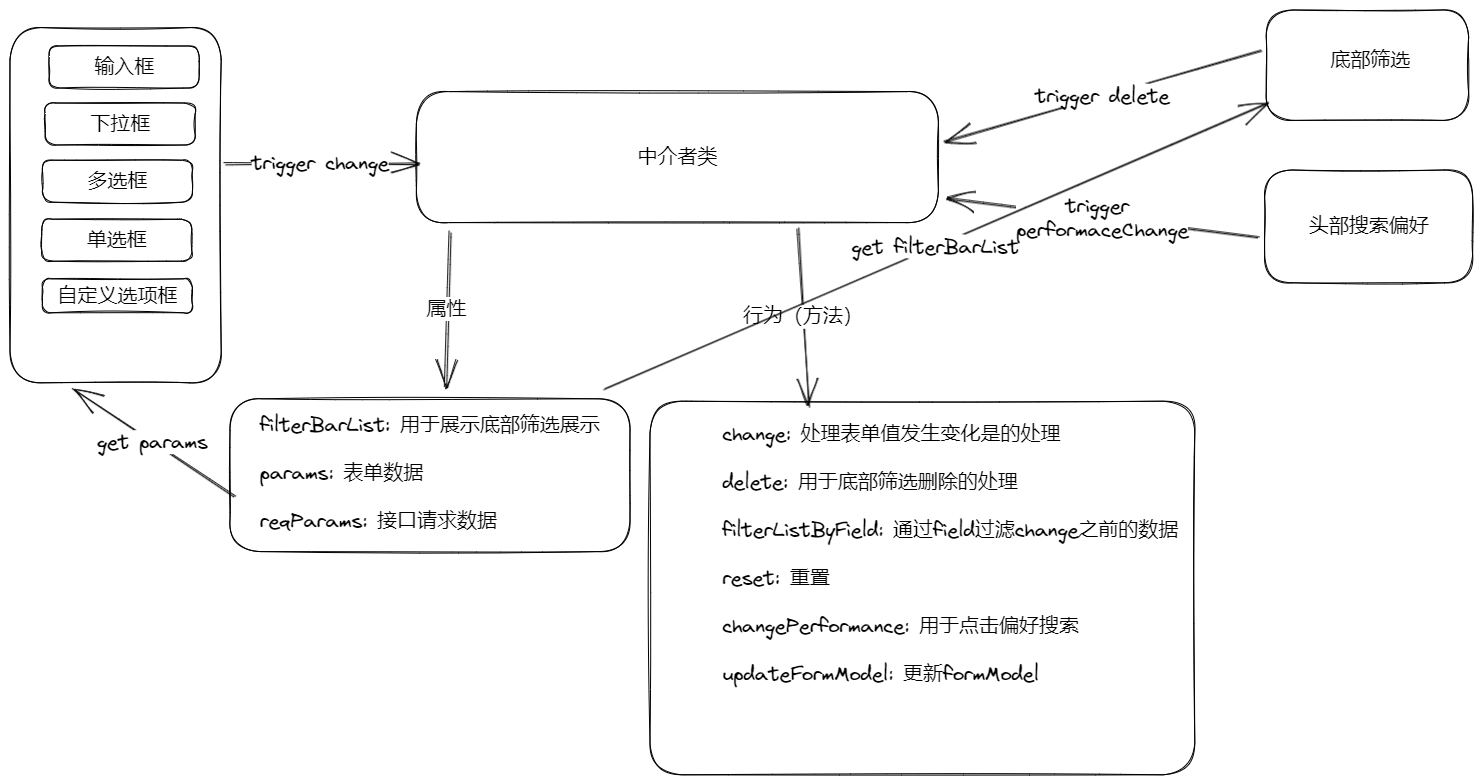 输入框
下拉框
多选框
单选框
自定义选项框
trigger change
中介者类
底部筛选
trigger delete
头部搜索偏好
trigger
performaceChange
get filterBarList
属性
行为（方法）
get params
filterBarList: 用于展示底部筛选展示
params: 表单数据
reqParams: 接口请求数据
change: 处理表单值发生变化是的处理
delete: 用于底部筛选删除的处理
filterListByField: 通过field过滤change之前的数据
reset: 重置
changePerformance: 用于点击偏好搜索
updateFormModel: 更新formModel